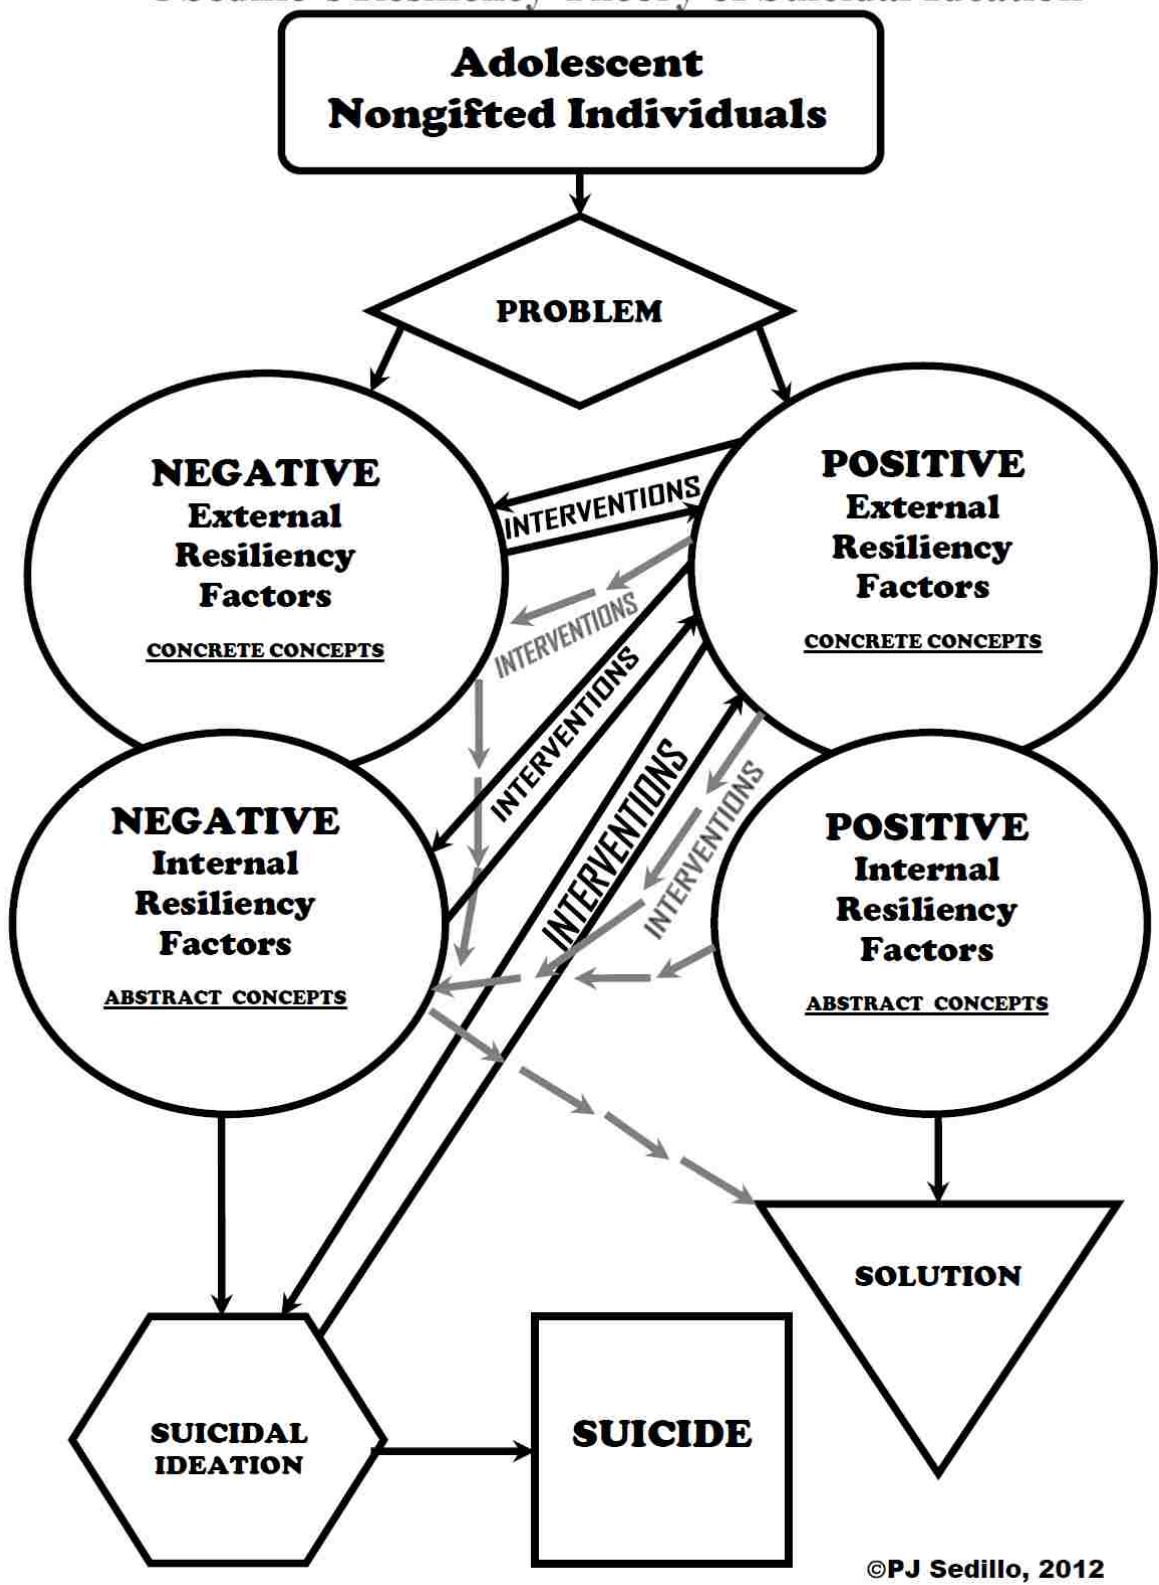 Adolescent
Nongifted Individuals
PROBLEM
NEGATIVE
External
Resiliency
Factors
CONCRETE CONCEPTS
POSITIVE
External
Resiliency
Factors
CONCRETE CONCEPTS
INTERVENTIONS
INTERVENTIONS
INTERVENTIONS
INTERVENTIONS
INTERVENTIONS
NEGATIVE
Internal
Resiliency
Factors
ABSTRACT CONCEPTS
POSITIVE
Internal
Resiliency
Factors
ABSTRACT CONCEPTS
SOLUTION
SUICIDAL
IDEATION
SUICIDE
©PJ Sedillo, 2012